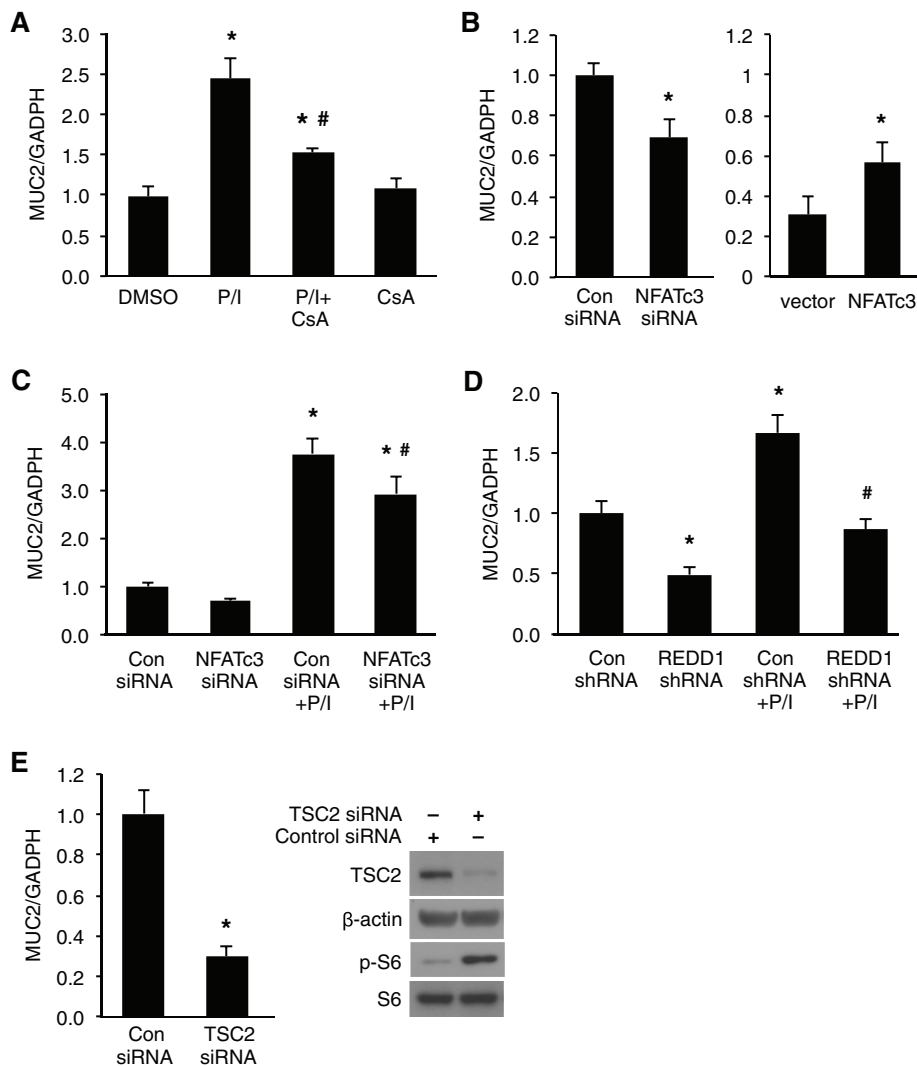 A
MUC2/GADPH
3.0
2.5
2.0
1.5
1.0
0.5
0.0
*
* #
DMSO
P/I
P/I+
CsA
CsA
B
MUC2/GADPH
1.2
1.0
0.8
0.6
0.4
0.2
0
*
Con
siRNA
NFATc3
siRNA
1.2
1
0.8
0.6
0.4
0.2
0
*
vector
NFATc3
C
MUC2/GADPH
5.0
4.0
3.0
2.0
1.0
0.0
*
* #
Con
siRNA
NFATc3
siRNA
Con
siRNA
+P/I
NFATc3
siRNA
+P/I
D
MUC2/GADPH
2.0
1.5
1.0
0.5
0.0
*
*
#
Con
shRNA
REDD1
shRNA
Con
shRNA
+P/I
REDD1
shRNA
+P/I
E
MUC2/GADPH
1.2
1.0
0.8
0.6
0.4
0.2
0.0
*
Con
siRNA
TSC2
siRNA
TSC2 siRNA – +
Control siRNA + –
TSC2
β-actin
p-S6
S6